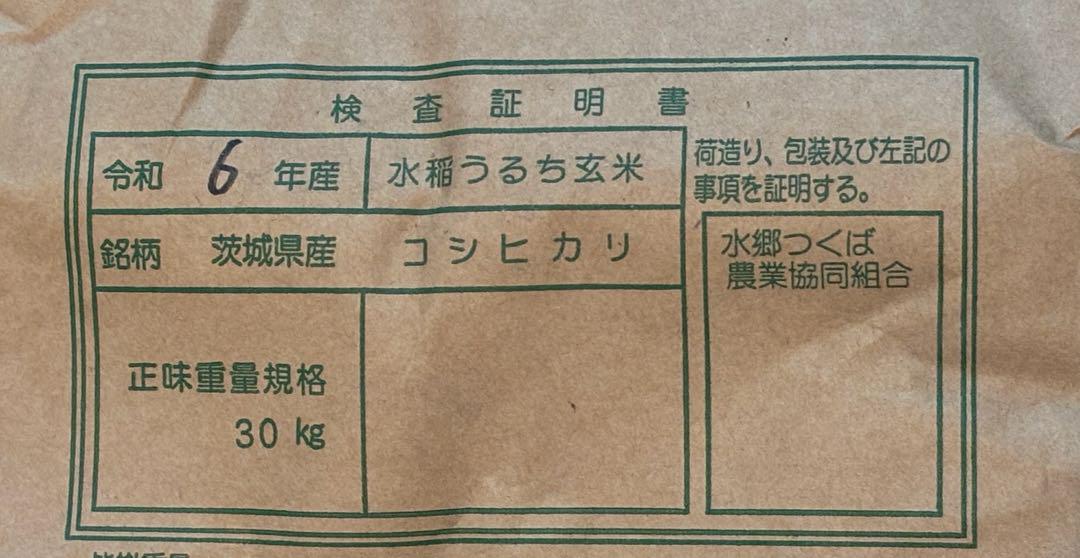 検査証明書
令和 6 年産 水稲うるち玄米
銘柄 茨城県産 コシヒカリ
正味重量規格
30 kg
荷造り、包装及び左記の
事項を証明する。
水郷つくば
農業協同組合